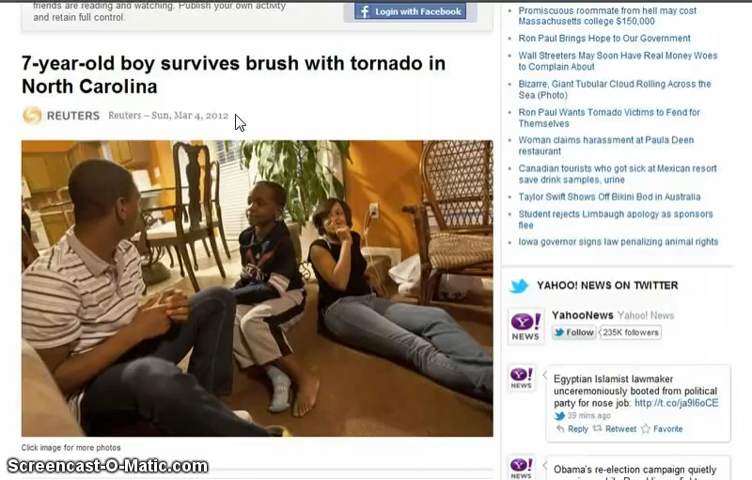 friends are reading and watching. Publish your own activity
and retain full control.
Login with Facebook
7-year-old boy survives brush with tornado in
North Carolina
REUTERS Reuters – Sun, Mar 4, 2012
Click image for more photos
Promiscuous roommate from hell may cost
Massachusetts college $150,000
Ron Paul Brings Hope to Our Government
Wall Streeters May Soon Have Real Money Woes
to Complain About
Bizarre, Giant Tubular Cloud Rolling Across the
Sea (Photo)
Ron Paul Wants Tornado Victims to Fend for
Themselves
Woman claims harassment at Paula Deen
restaurant
Canadian tourists who got sick at Mexican resort
save drink samples, urine
Taylor Swift Shows Off Bikini Bod in Australia
Student rejects Limbaugh apology as sponsors
flee
Iowa governor signs law penalizing animal rights
YAHOO! NEWS ON TWITTER
Y! NEWS
YahooNews Yahoo! News
Follow 235K followers
Y! NEWS
Egyptian Islamist lawmaker
unceremoniously booted from political
party for nose job: http://t.co/ja9I6oCE
39 mins ago
Reply Retweet Favorite
Y! NEWS
Obama's re-election campaign quietly
Screencast-O-Matic.com